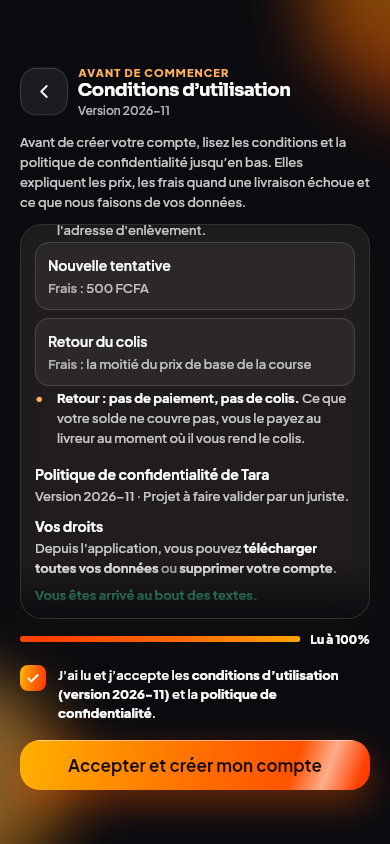 AVANT DE COMMENCER
Conditions d’utilisation
Version 2026-11
Avant de créer votre compte, lisez les conditions et la
politique de confidentialité jusqu’en bas. Elles
expliquent les prix, les frais quand une livraison échoue et
ce que nous faisons de vos données.
l’adresse d’enlèvement.
Nouvelle tentative
Frais : 500 FCFA
Retour du colis
Frais : la moitié du prix de base de la course
• Retour : pas de paiement, pas de colis. Ce que
votre solde ne couvre pas, vous le payez au
livreur au moment où il vous rend le colis.
Politique de confidentialité de Tara
Version 2026-11 · Projet à faire valider par un juriste.
Vos droits
Depuis l’application, vous pouvez télécharger
toutes vos données ou supprimer votre compte.
Vous êtes arrivé au bout des textes.
Lu à 100%
J’ai lu et j’accepte les conditions d’utilisation
(version 2026-11) et la politique de
confidentialité.
Accepter et créer mon compte